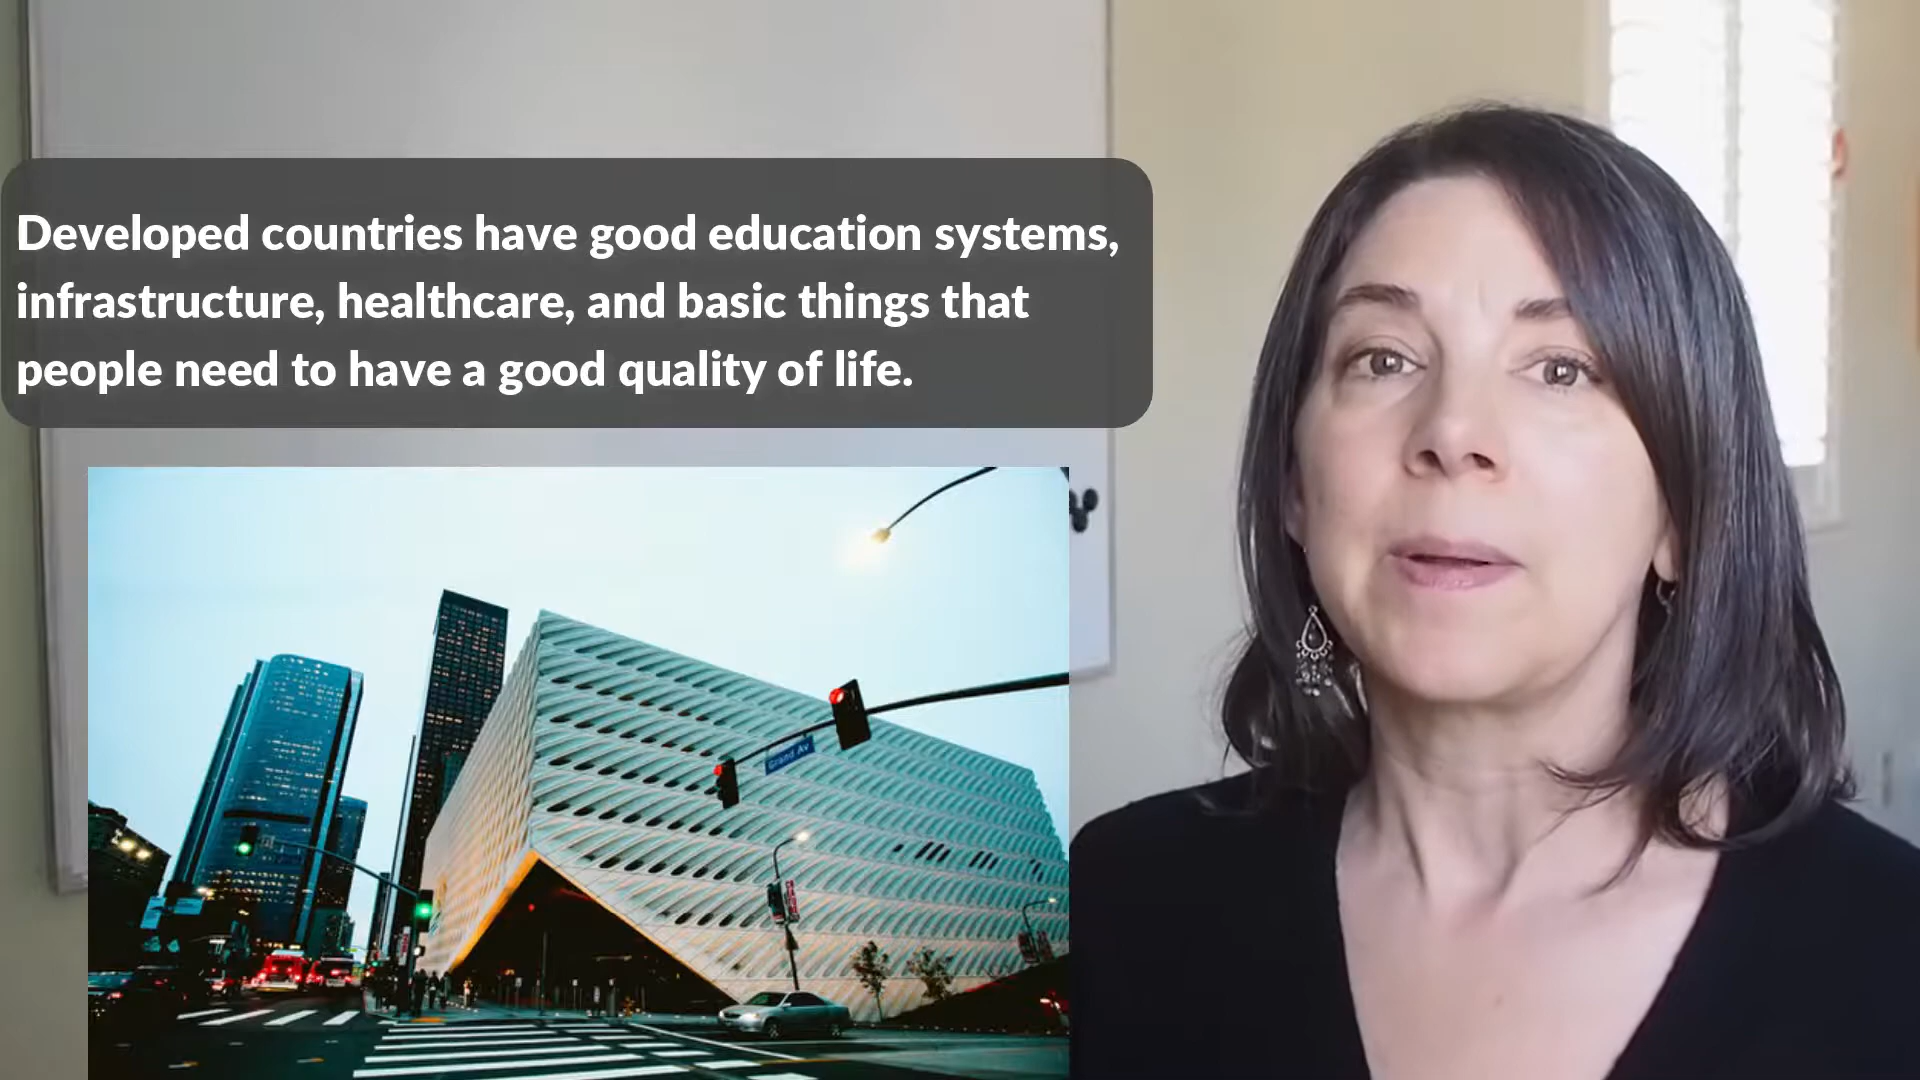 Developed countries have good education systems,
infrastructure, healthcare, and basic things that
people need to have a good quality of life.
Grand Av